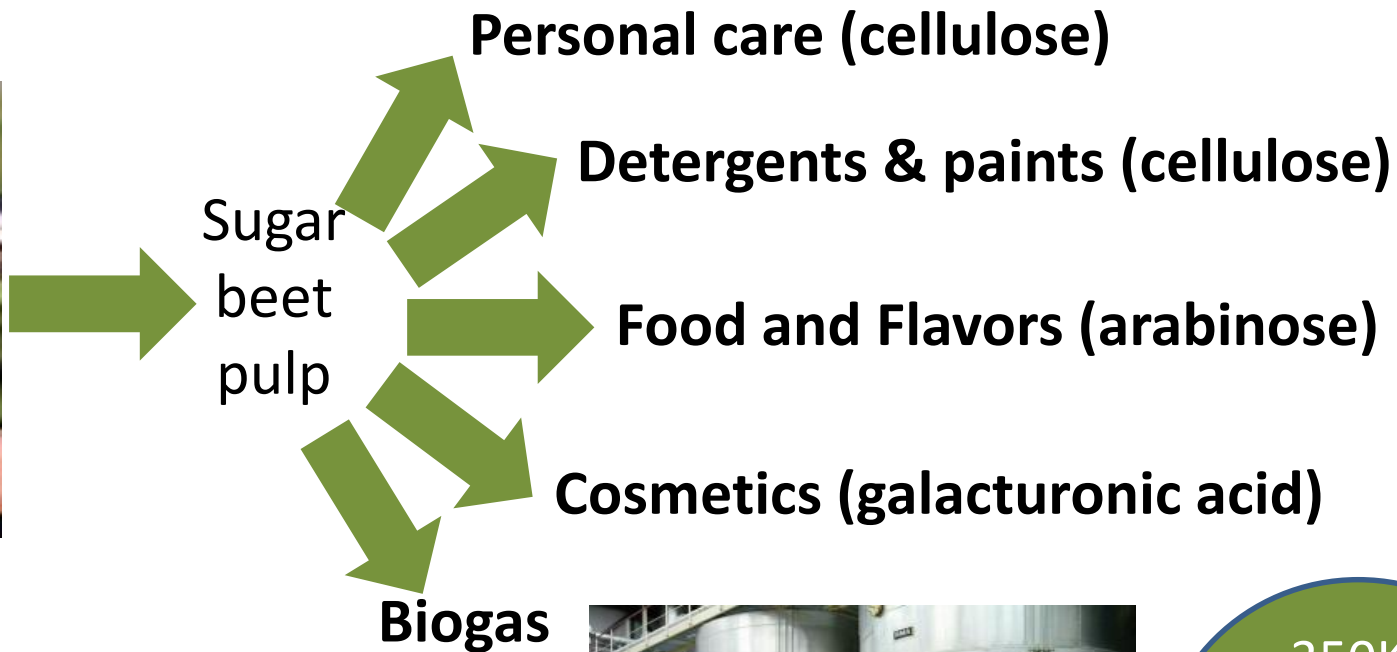 Personal care (cellulose)
Detergents & paints (cellulose)
Sugar
beet
pulp
Food and Flavors (arabinose)
Cosmetics (galacturonic acid)
Biogas